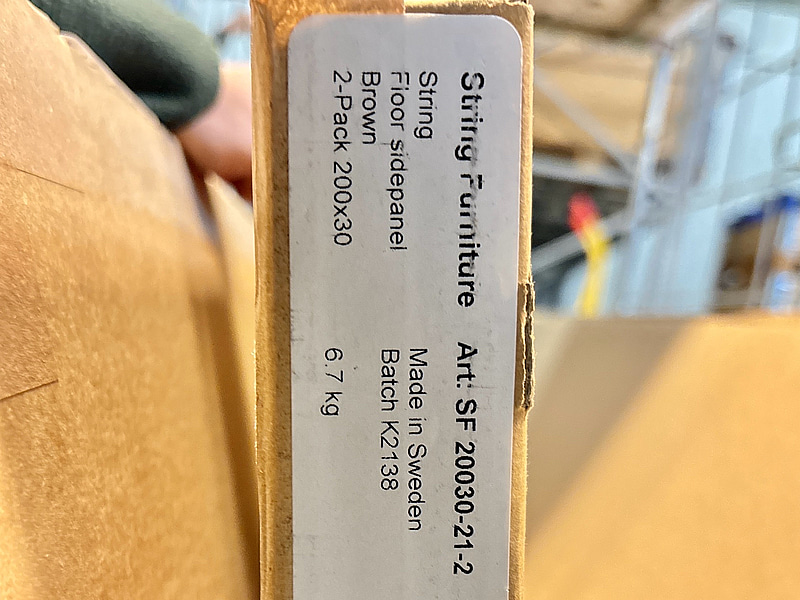 String Furniture Art: SF 20030-21-2
String Made in Sweden
Floor sidepanel Batch K2138
Brown
2-Pack 200x30 6.7 kg